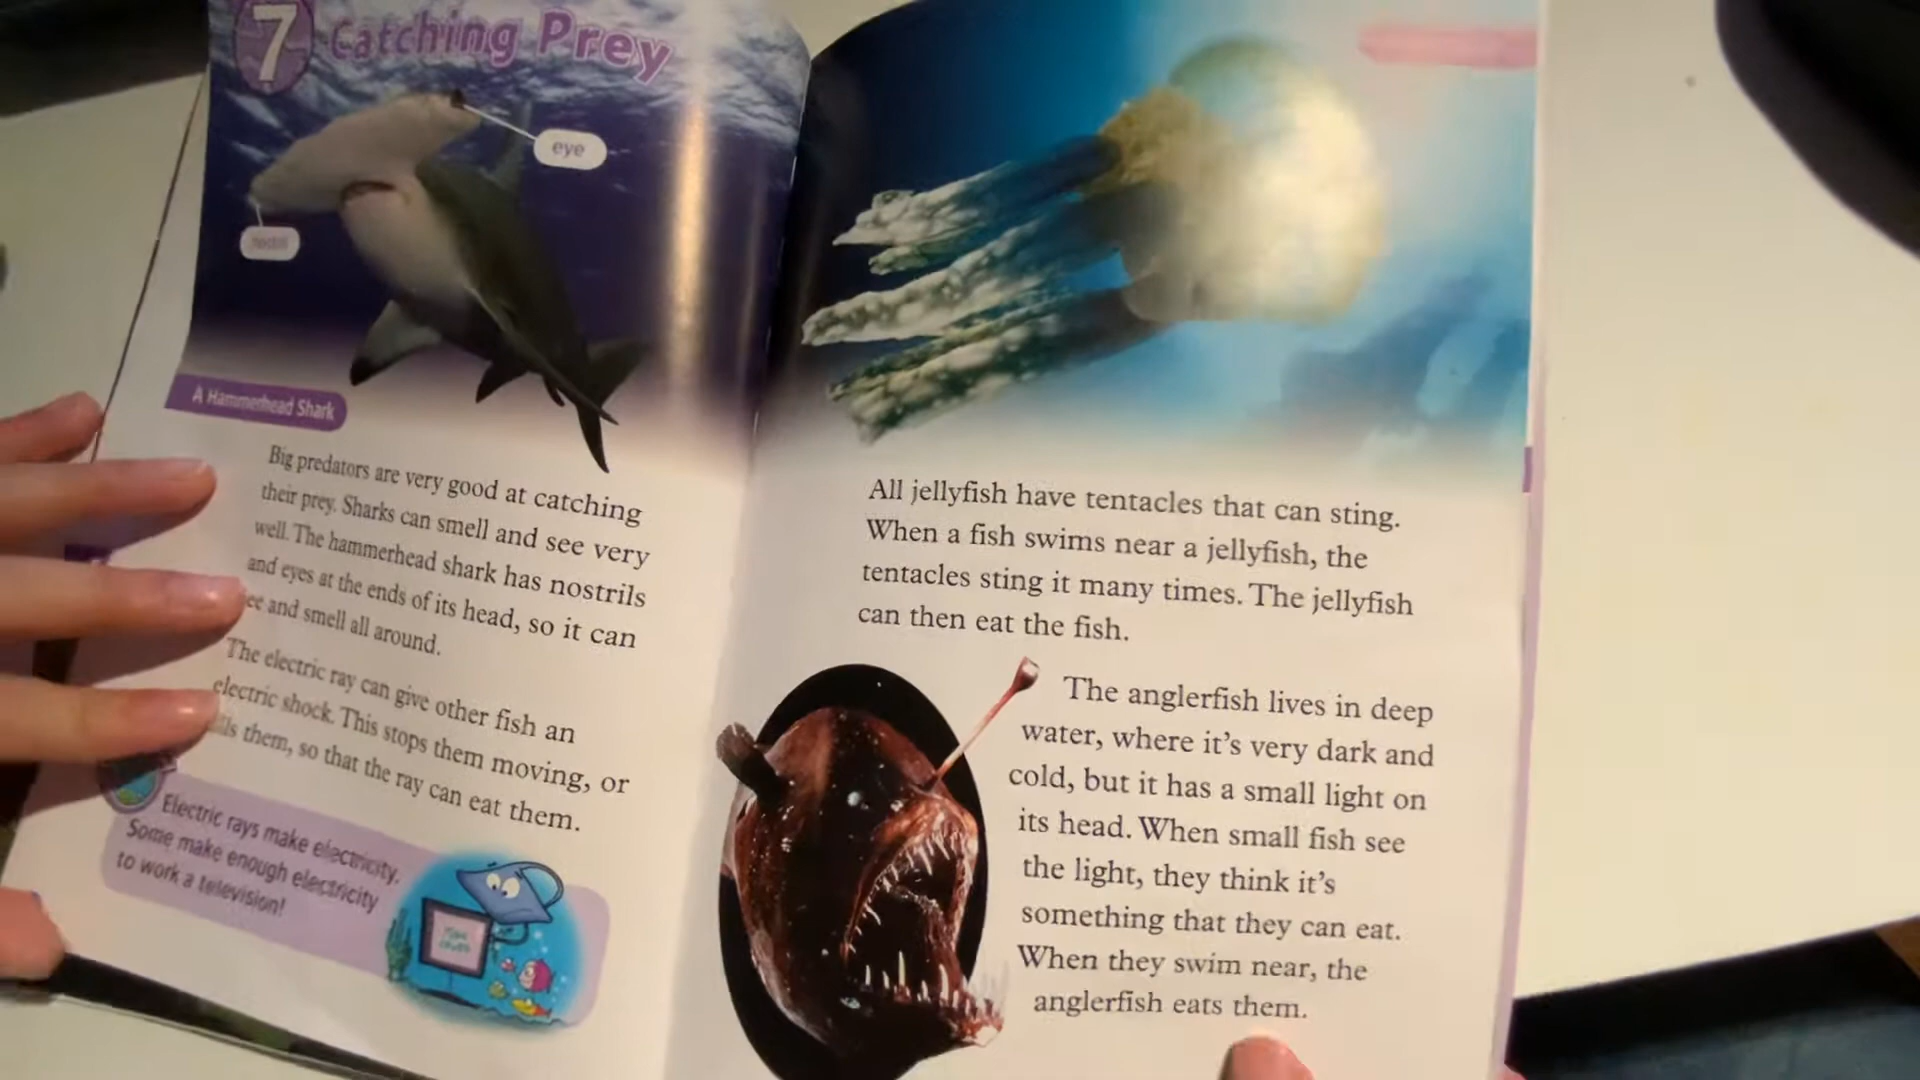 7 Catching Prey
eye
nostril
A Hammerhead Shark
Big predators are very good at catching
their prey. Sharks can smell and see very
well. The hammerhead shark has nostrils
and eyes at the ends of its head, so it can
see and smell all around.
The electric ray can give other fish an
electric shock. This stops them moving, or
kills them, so that the ray can eat them.
Electric rays make electricity.
Some make enough electricity
to work a television!
All jellyfish have tentacles that can sting.
When a fish swims near a jellyfish, the
tentacles sting it many times. The jellyfish
can then eat the fish.
The anglerfish lives in deep
water, where it's very dark and
cold, but it has a small light on
its head. When small fish see
the light, they think it's
something that they can eat.
When they swim near, the
anglerfish eats them.